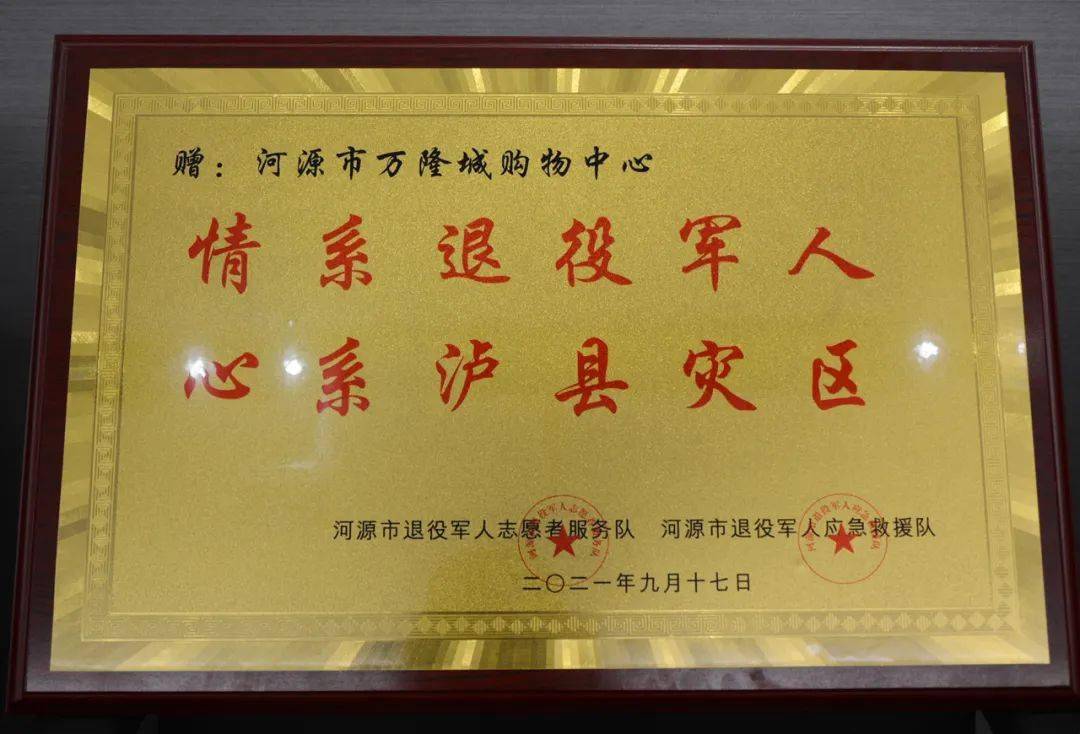 赠：河源市万隆城购物中心
情系退役军人
心系泸县灾区
河源市退役军人志愿者服务队 河源市退役军人应急救援队
二〇二一年九月十七日